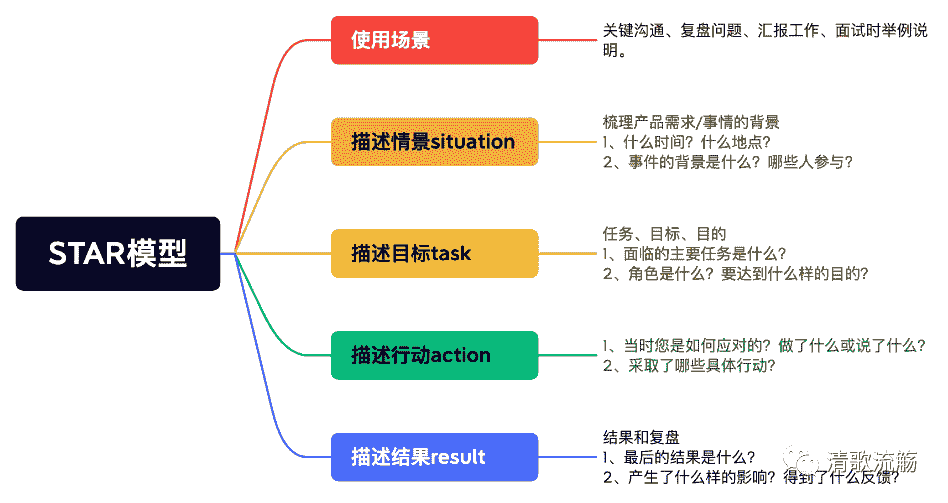 STAR模型
使用场景
关键沟通、复盘问题、汇报工作、面试时举例说
明。
描述情景situation
梳理产品需求/事情的背景
1、什么时间？什么地点？
2、事件的背景是什么？哪些人参与？
描述目标task
任务、目标、目的
1、面临的主要任务是什么？
2、角色是什么？要达到什么样的目的？
描述行动action
1、当时您是如何应对的？做了什么或说了什么？
2、采取了哪些具体行动？
描述结果result
结果和复盘
1、最后的结果是什么？
2、产生了什么样的影响？得到了什么反馈？
清歌流觞